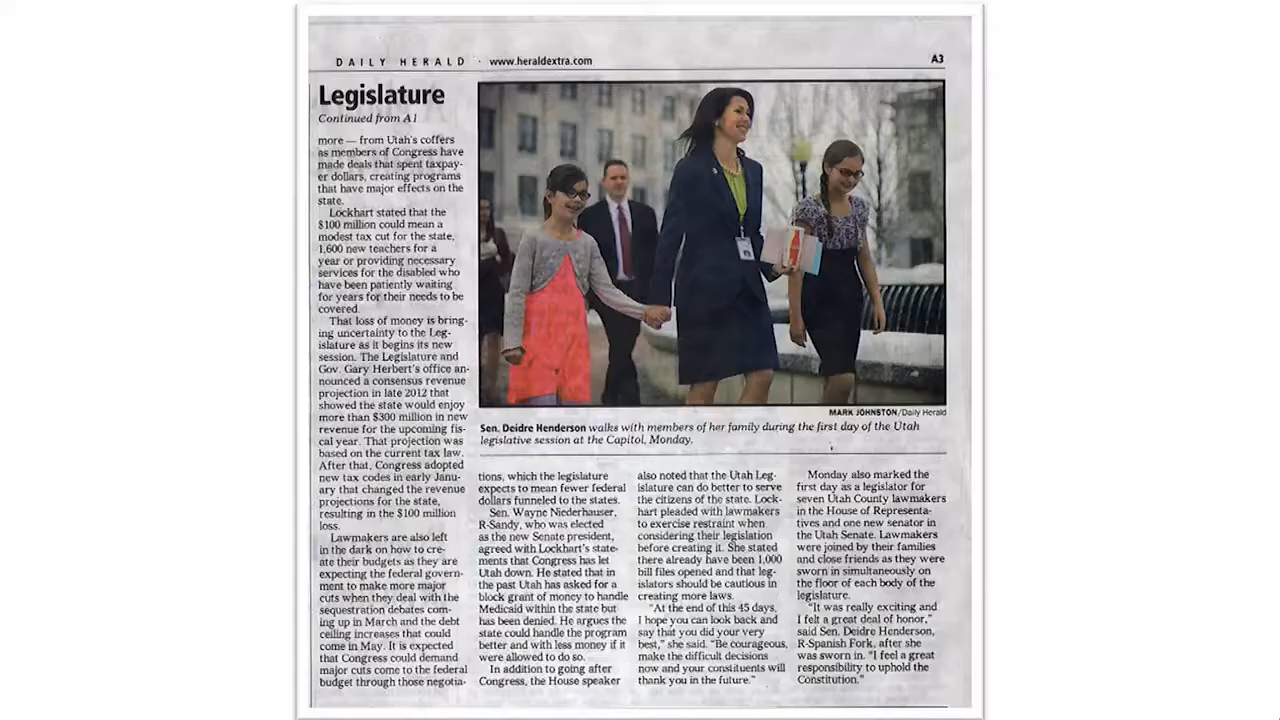 DAILY HERALD · www.heraldextra.com
A3
Legislature
Continued from A1
more — from Utah's coffers
as members of Congress have
made deals that spent taxpay-
er dollars, creating programs
that have major effects on the
state.
Lockhart stated that the
$100 million could mean a
modest tax cut for the state,
1,600 new teachers for a
year or providing necessary
services for the disabled who
have been patiently waiting
for years for their needs to be
covered.
That loss of money is bring-
ing uncertainty to the Leg-
islature as it begins its new
session. The Legislature and
Gov. Gary Herbert's office an-
nounced a consensus revenue
projection in late 2012 that
showed the state would enjoy
more than $300 million in new
revenue for the upcoming fis-
cal year. That projection was
based on the current tax law.
After that, Congress adopted
new tax codes in early Janu-
ary that changed the revenue
projections for the state,
resulting in the $100 million
loss.
Lawmakers are also left
in the dark on how to cre-
ate their budgets as they are
expecting the federal govern-
ment to make more major
cuts when they deal with the
sequestration debates com-
ing up in March and the debt
ceiling increases that could
come in May. It is expected
that Congress could demand
major cuts come to the federal
budget through those negotia-
MARK JOHNSTON/Daily Herald
Sen. Deidre Henderson walks with members of her family during the first day of the Utah
legislative session at the Capitol, Monday.
tions, which the legislature
expects to mean fewer federal
dollars funneled to the states.
Sen. Wayne Niederhauser,
R-Sandy, who was elected
as the new Senate president,
agreed with Lockhart's state-
ments that Congress has let
Utah down. He stated that in
the past Utah has asked for a
block grant of money to handle
Medicaid within the state but
has been denied. He argues the
state could handle the program
better and with less money if it
were allowed to do so.
In addition to going after
Congress, the House speaker
also noted that the Utah Leg-
islature can do better to serve
the citizens of the state. Lock-
hart pleaded with lawmakers
to exercise restraint when
considering their legislation
before creating it. She stated
there already have been 1,000
bill files opened and that leg-
islators should be cautious in
creating more laws.
"At the end of this 45 days,
I hope you can look back and
say that you did your very
best," she said. "Be courageous,
make the difficult decisions
now and your constituents will
thank you in the future."
Monday also marked the
first day as a legislator for
seven Utah County lawmakers
in the House of Representa-
tives and one new senator in
the Utah Senate. Lawmakers
were joined by their families
and close friends as they were
sworn in simultaneously on
the floor of each body of the
legislature.
"It was really exciting and
I felt a great deal of honor,"
said Sen. Deidre Henderson,
R-Spanish Fork, after she
was sworn in. "I feel a great
responsibility to uphold the
Constitution."